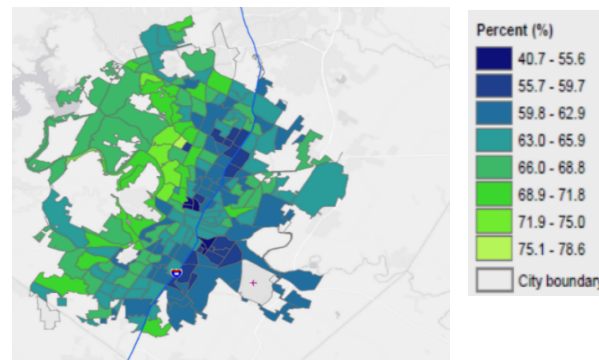 Percent (%)
40.7 - 55.6
55.7 - 59.7
59.8 - 62.9
63.0 - 65.9
66.0 - 68.8
68.9 - 71.8
71.9 - 75.0
75.1 - 78.6
City boundary